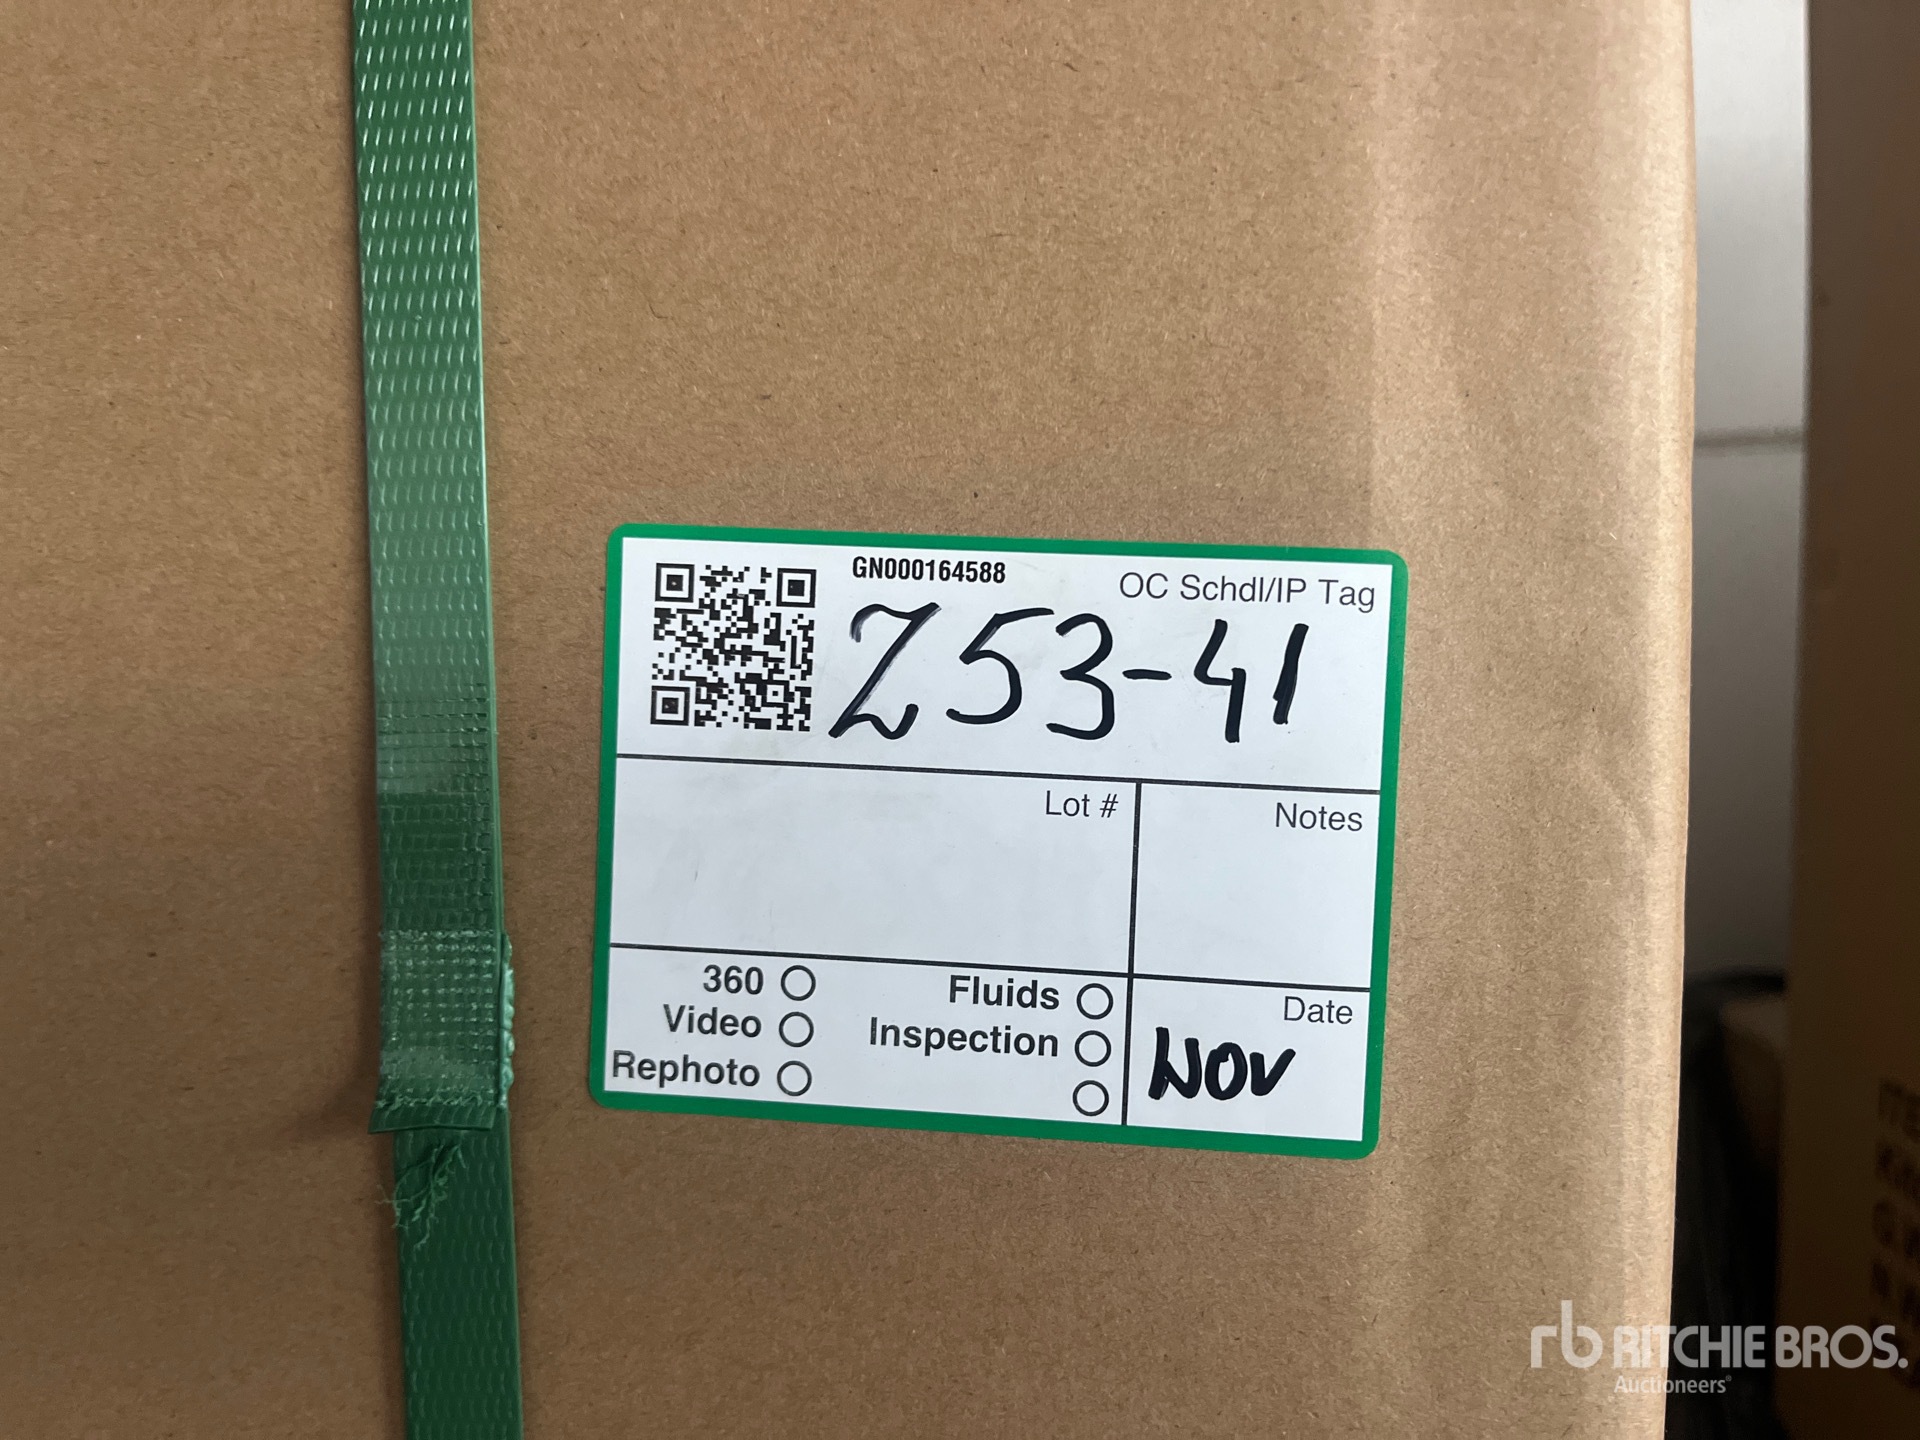 GN000164588
OC Schdl/IP Tag
Z53-41
Lot #
Notes
360
Video
Rephoto
Fluids
Inspection
Date
NOV
rb RITCHIE BROS.
Auctioneers®